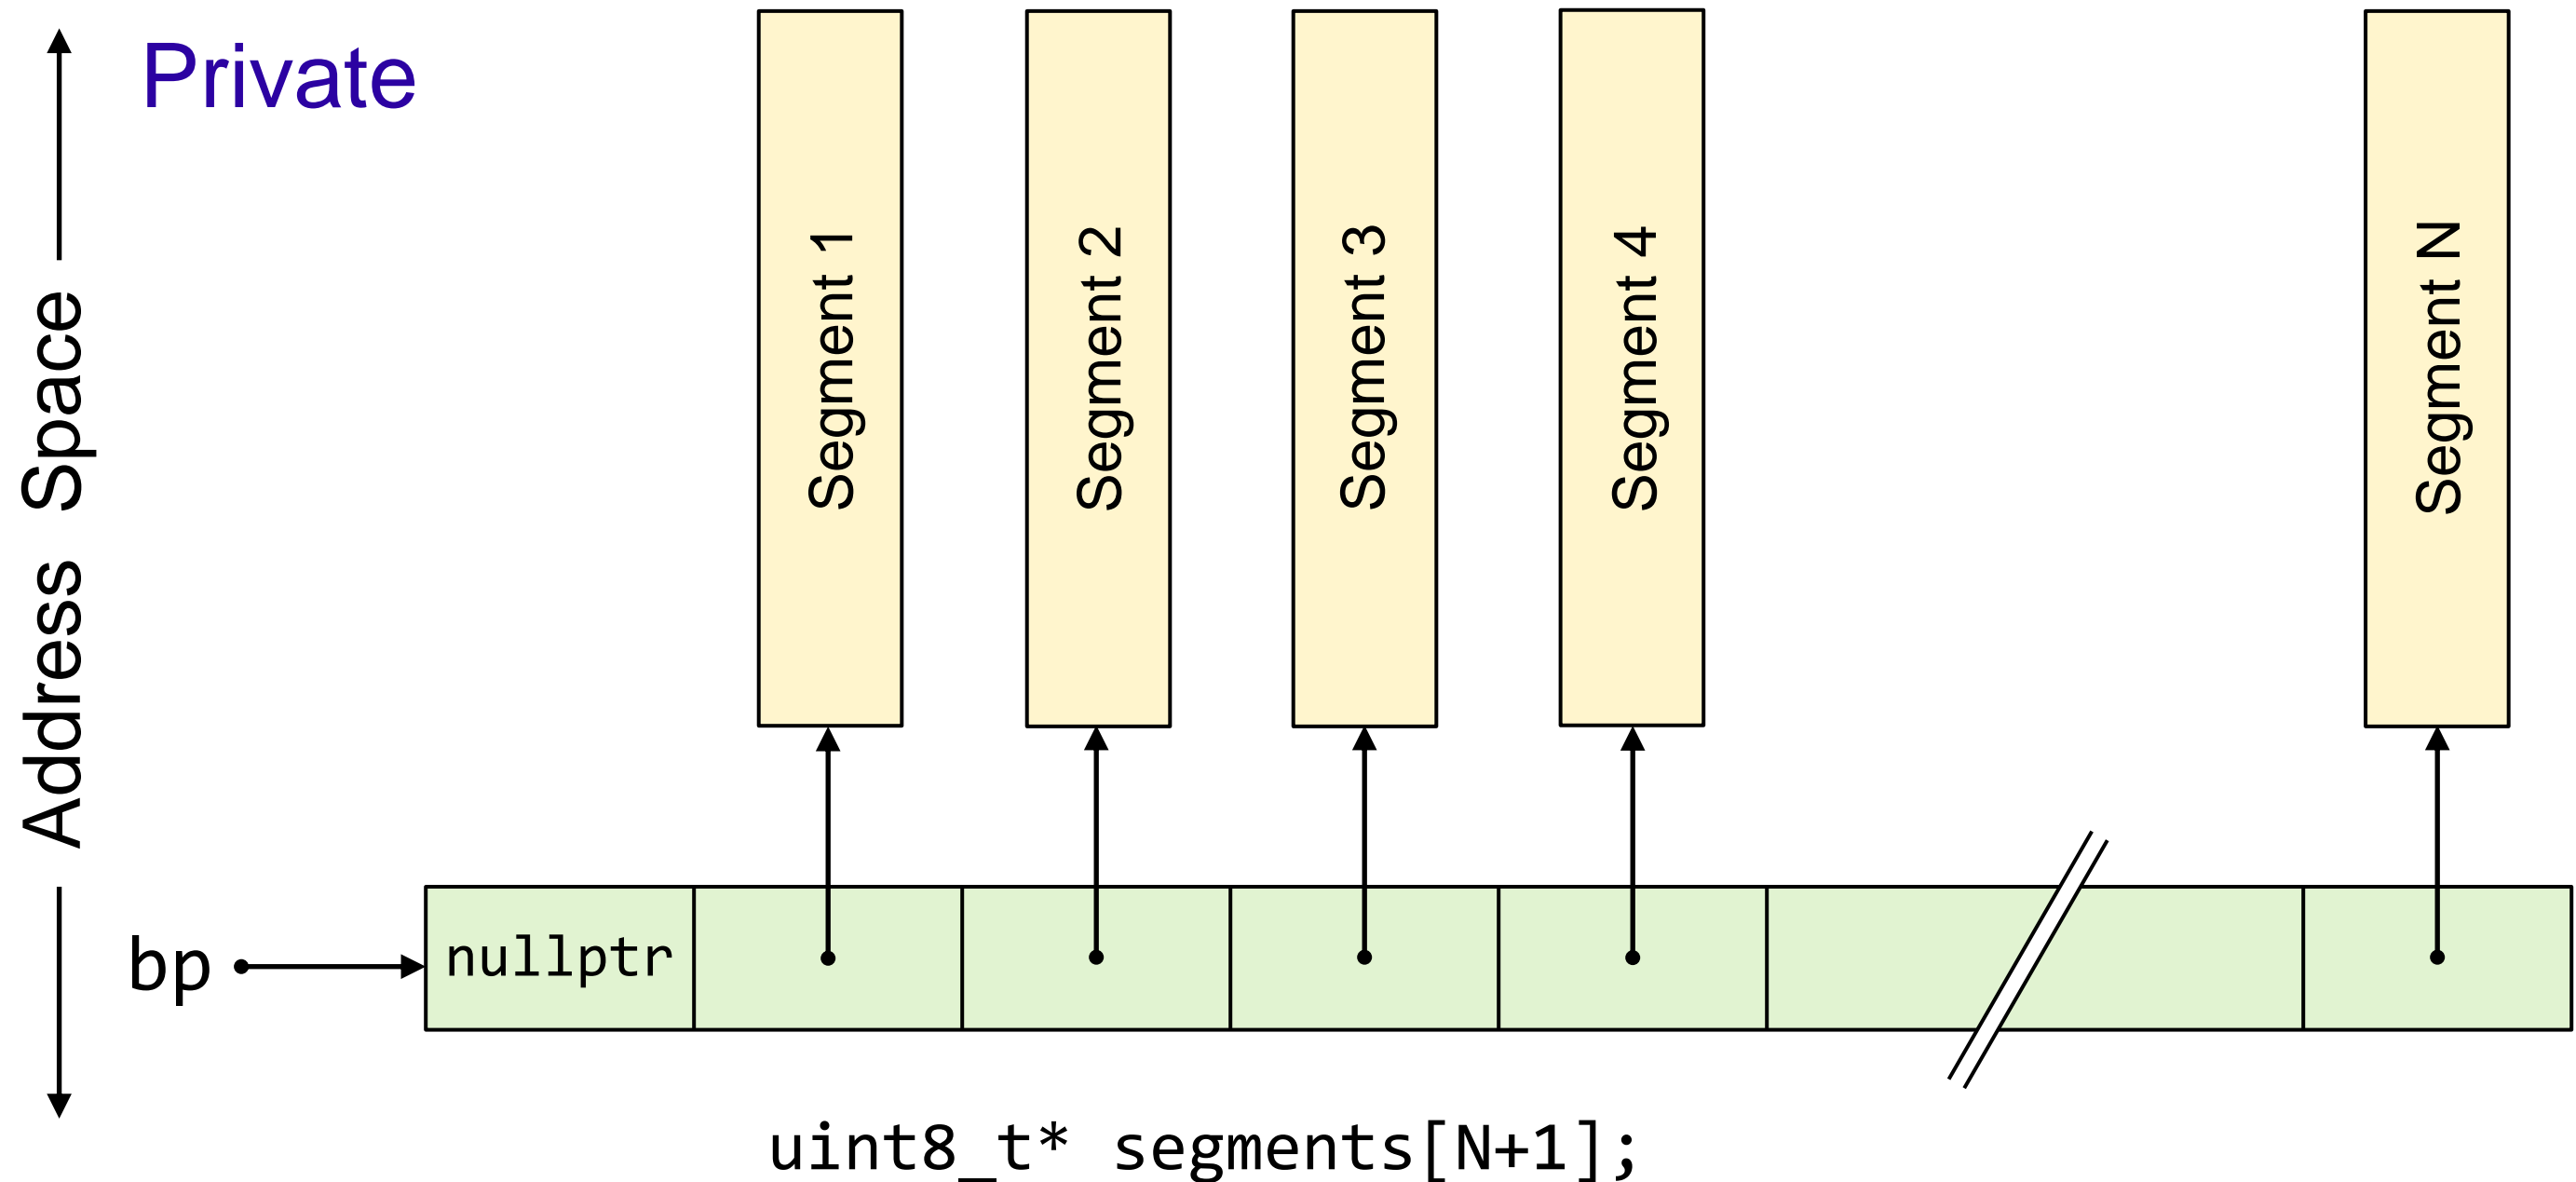 Private
Address Space
Segment 1
Segment 2
Segment 3
Segment 4
Segment N
bp
nullptr
uint8_t* segments[N+1];